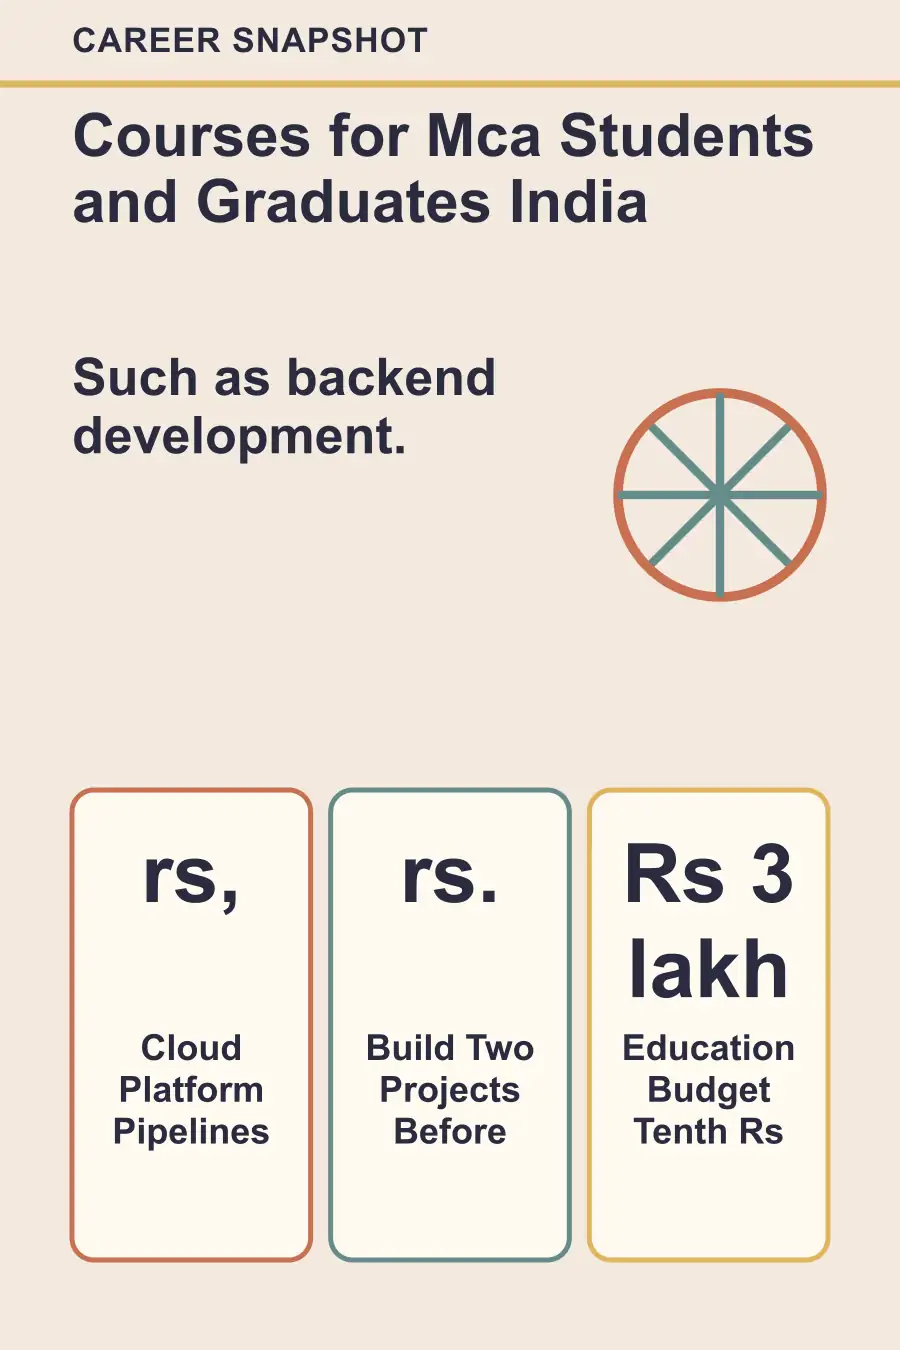 CAREER SNAPSHOT
Courses for Mca Students
and Graduates India
Such as backend
development.
rs,
Cloud
Platform
Pipelines
rs.
Build Two
Projects
Before
Rs 3
lakh
Education
Budget
Tenth Rs